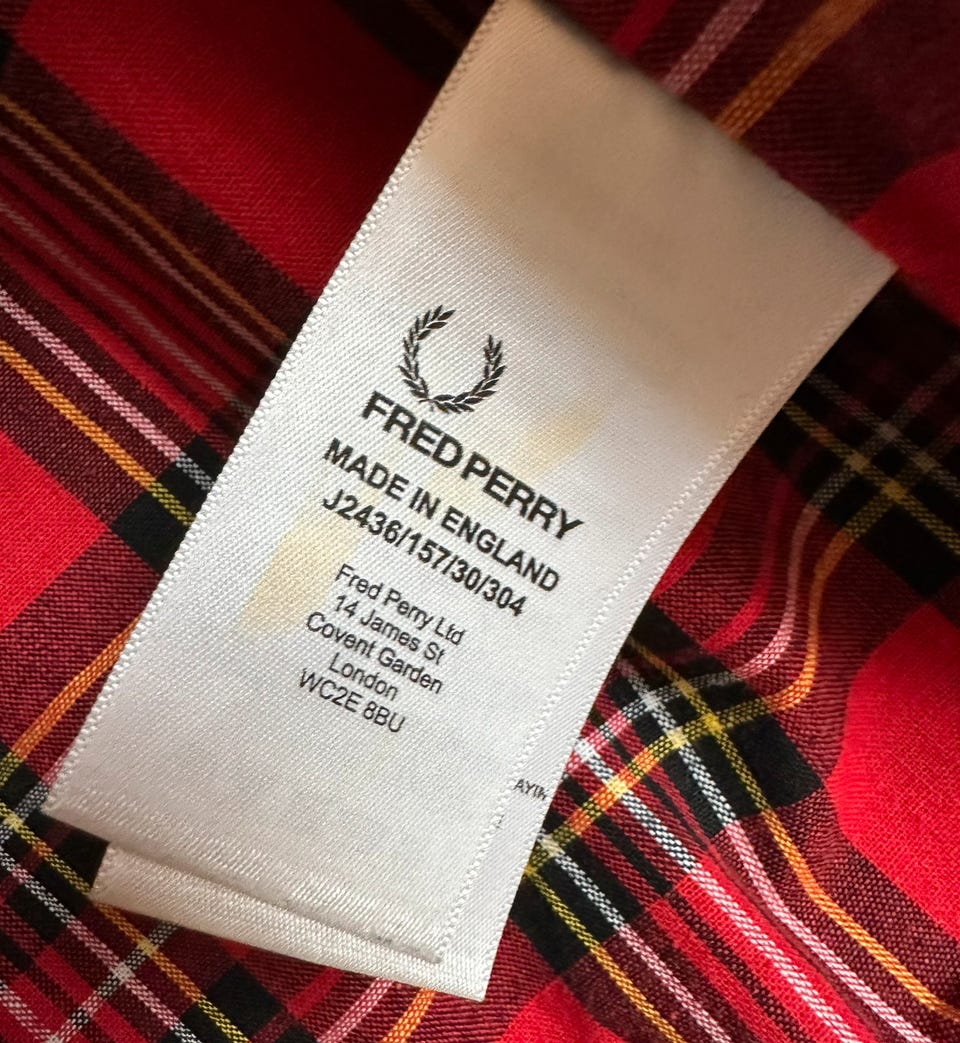 FRED PERRY
MADE IN ENGLAND
J2436/157/30/304
Fred Perry Ltd
14 James St
Covent Garden
London
WC2E 8BU